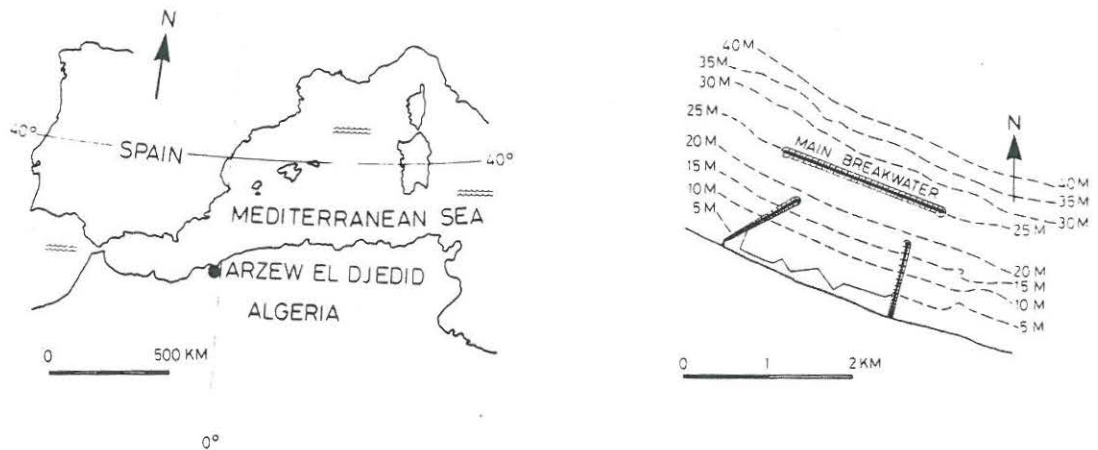 N
40°
SPAIN
40°
MEDITERRANEAN SEA
ARZEW EL DJEDID
ALGERIA
0 500 KM
0°
40 M
35 M
30 M
25 M
20 M
15 M
10 M
5 M
MAIN BREAKWATER
N
40 M
35 M
30 M
25 M
20 M
15 M
10 M
5 M
0 1 2 KM